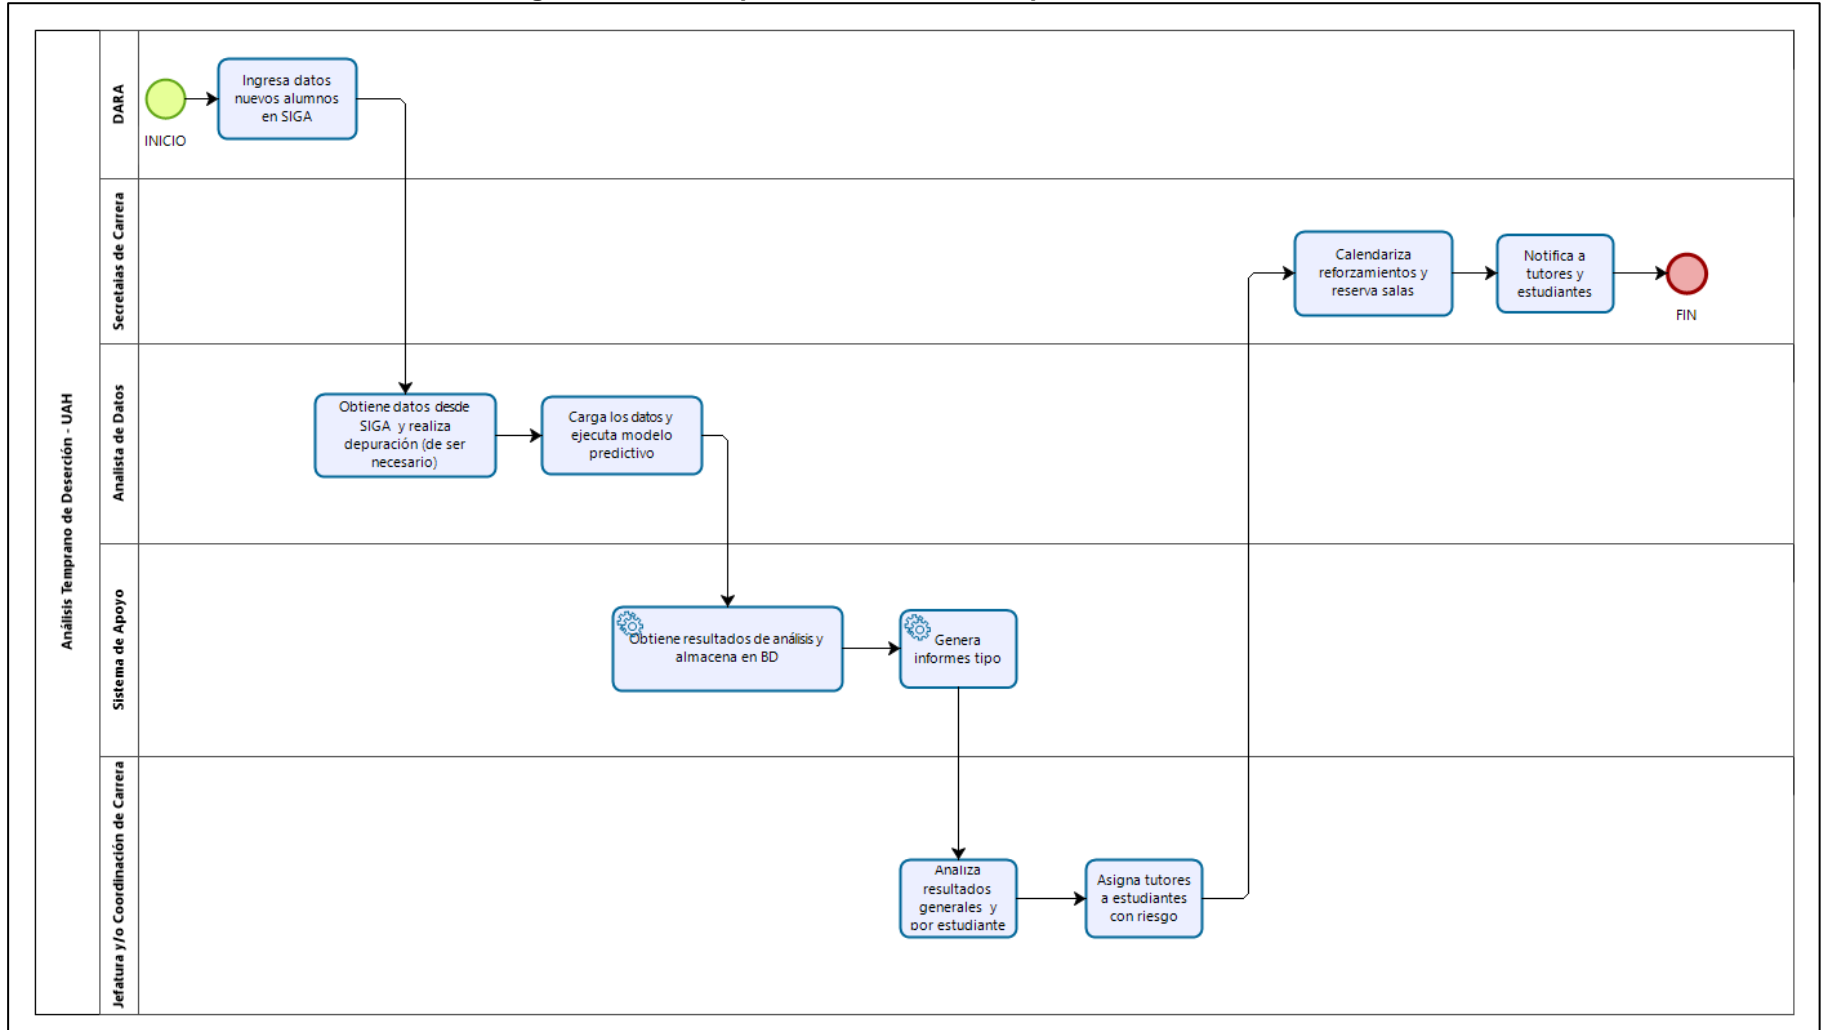 Análisis Temprano de Deserción - UAH
DARA
INICIO
Ingresa datos
nuevos alumnos
en SIGA
Secretaias de Carrera
Calendariza
reforzamientos y
reserva salas
Notifica a
tutores y
estudiantes
FIN
Analista de Datos
Obtiene datos desde
SIGA y realiza
depuración (de ser
necesario)
Carga los datos y
ejecuta modelo
predictivo
Sistema de Apoyo
Obtiene resultados de análisis y
almacena en BD
Genera
informes tipo
Jefatura y/o Coordinación de Carrera
Analiza
resultados
generales y
por estudiante
Asigna tutores
a estudiantes
con riesgo